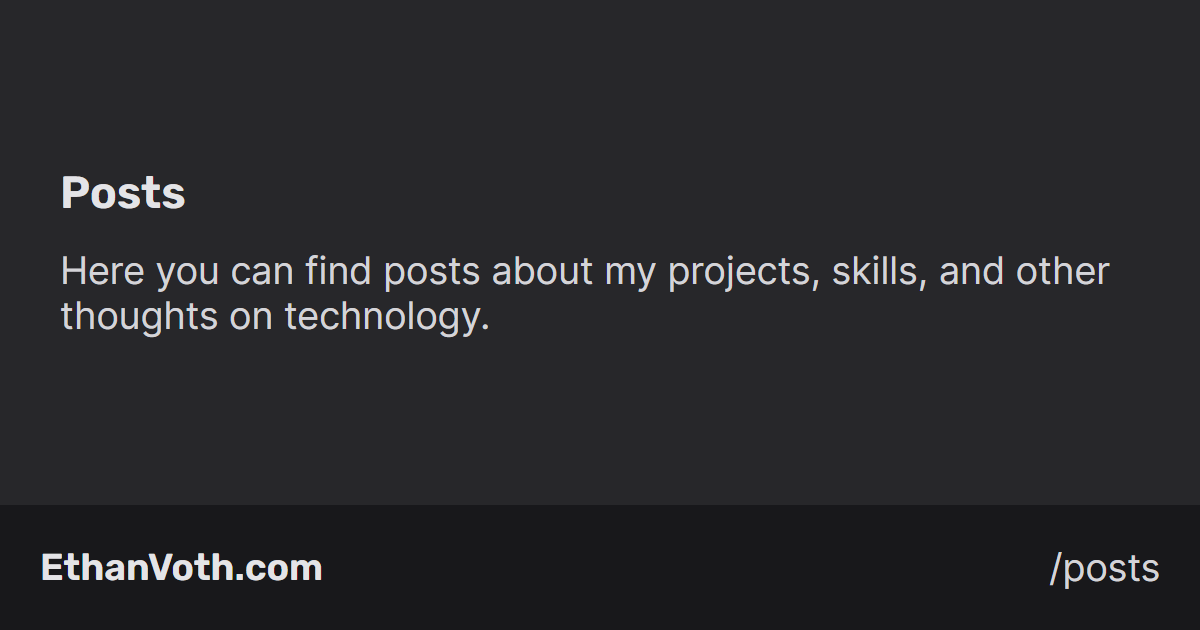 Posts
Here you can find posts about my projects, skills, and other
thoughts on technology.
EthanVoth.com
/posts